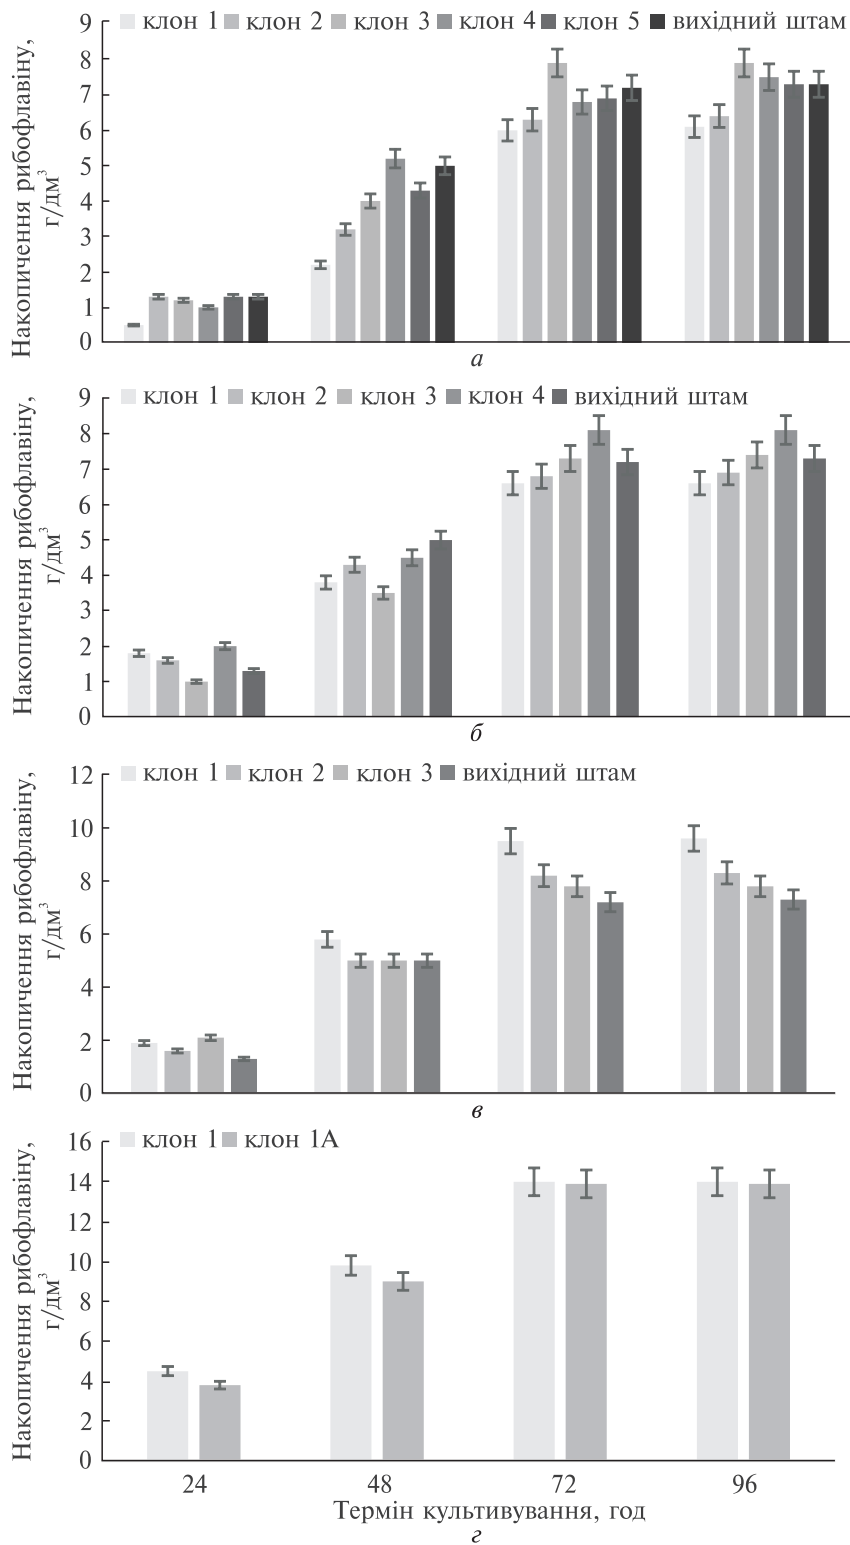 клон 1 клон 2 клон 3 клон 4 клон 5 вихідний штам
Накопичення рибофлавіну,
г/дм³
9
8
7
6
5
4
3
2
1
0
а
клон 1 клон 2 клон 3 клон 4 вихідний штам
Накопичення рибофлавіну,
г/дм³
9
8
7
6
5
4
3
2
1
0
б
клон 1 клон 2 клон 3 вихідний штам
Накопичення рибофлавіну,
г/дм³
12
10
8
6
4
2
0
в
клон 1 клон 1А
Накопичення рибофлавіну,
г/дм³
16
14
12
10
8
6
4
2
0
24 48 72 96
Термін культивування, год
г